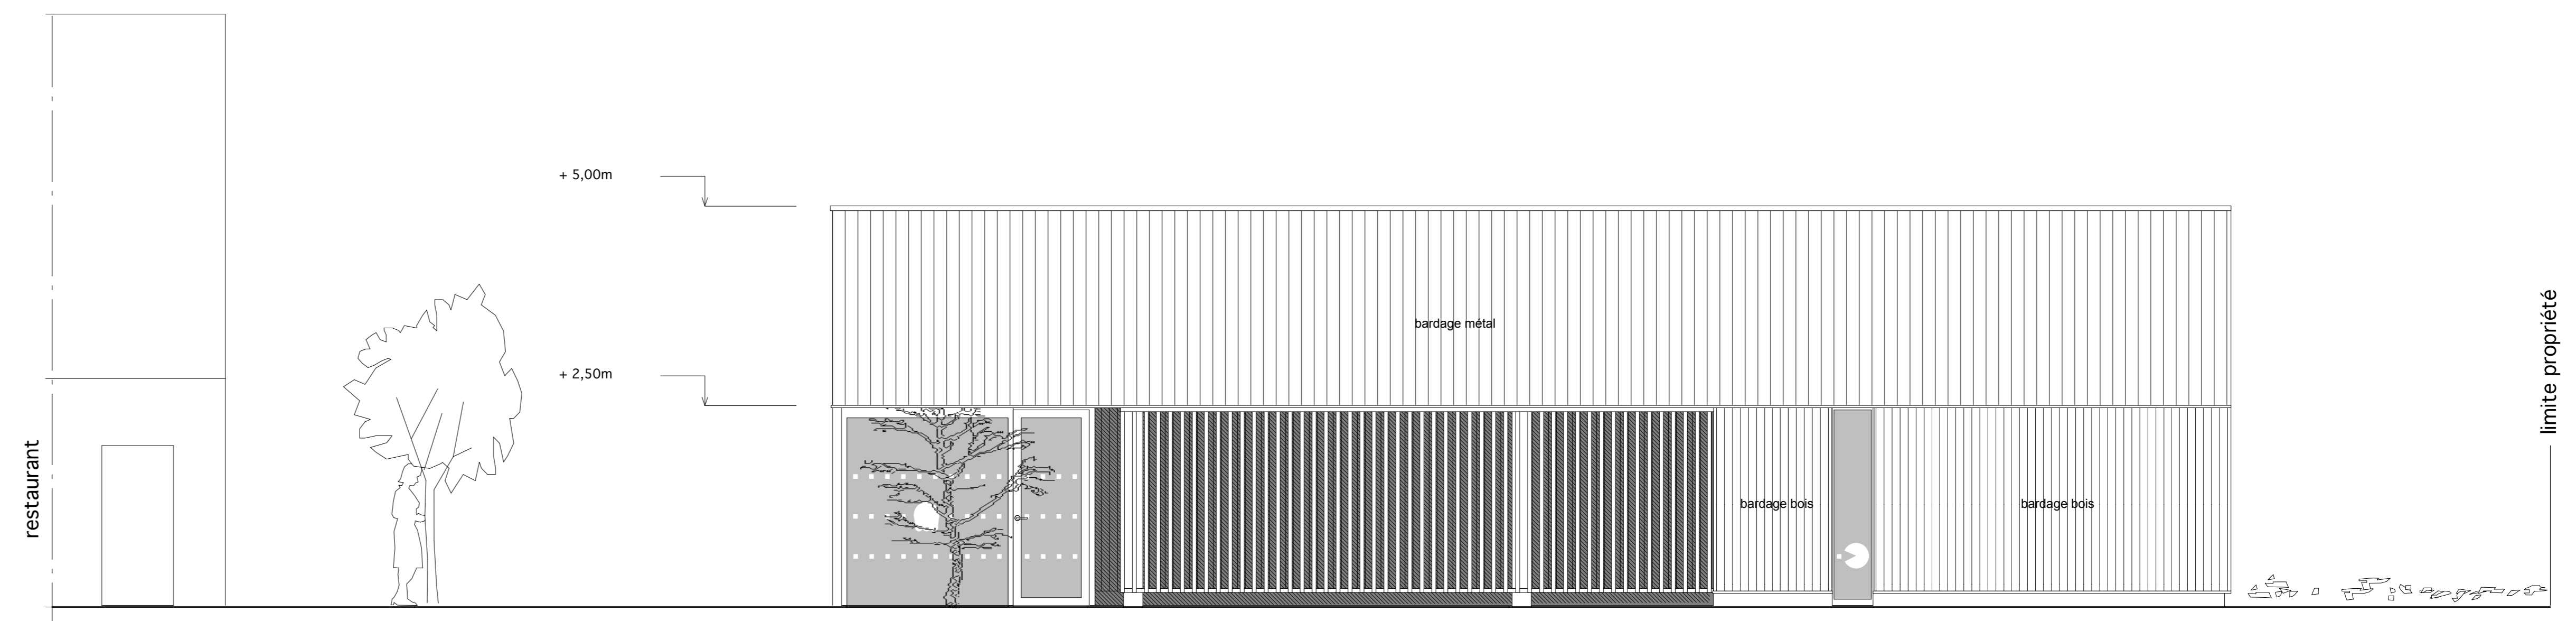 restaurant
+ 5,00m
+ 2,50m
bardage métal
bardage bois
bardage bois
limite propriété